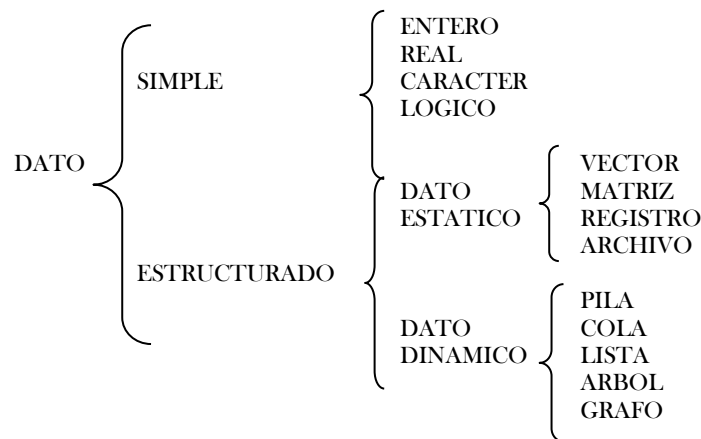 DATO
SIMPLE
ENTERO
REAL
CARACTER
LOGICO
ESTRUCTURADO
DATO
ESTATICO
VECTOR
MATRIZ
REGISTRO
ARCHIVO
DATO
DINAMICO
PILA
COLA
LISTA
ARBOL
GRAFO